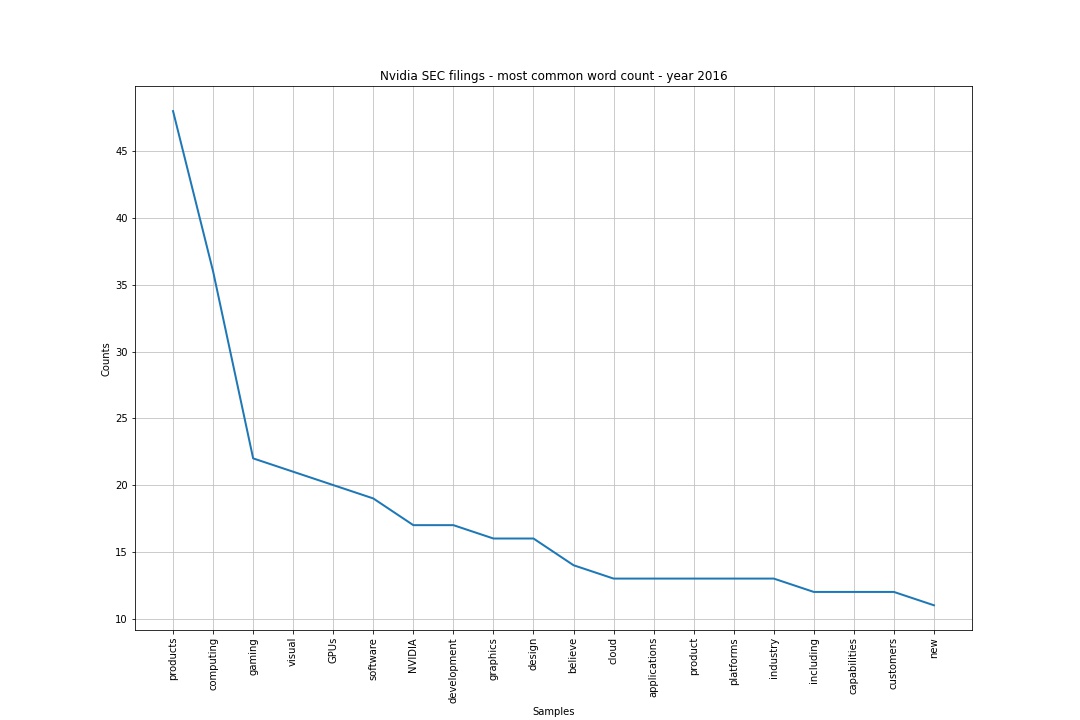 Nvidia SEC filings - most common word count - year 2016
45
40
35
30
25
20
15
10
Counts
products
computing
gaming
visual
GPUs
software
NVIDIA
development
graphics
design
believe
cloud
applications
product
platforms
industry
including
capabilities
customers
new
Samples